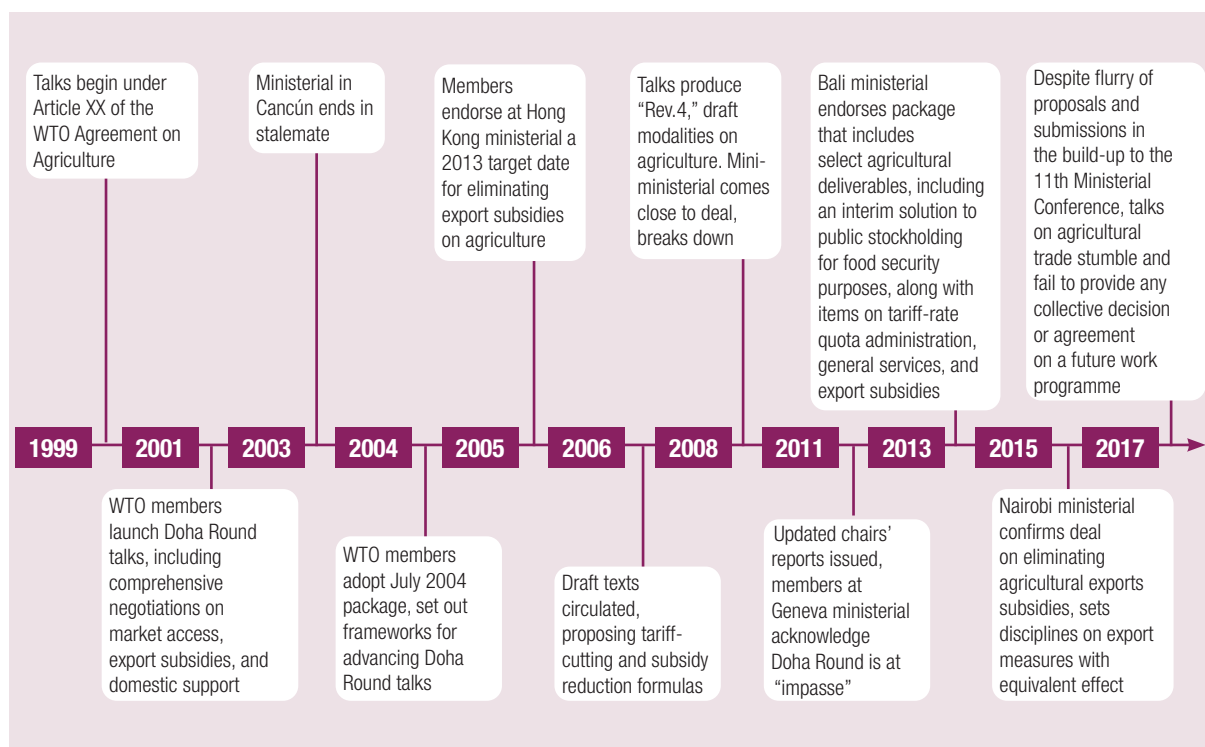 Talks begin under
Article XX of the
WTO Agreement on
Agriculture
Ministerial in
Cancún ends in
stalemate
Members
endorse at Hong
Kong ministerial a
2013 target date
for eliminating
export subsidies
on agriculture
Talks produce
“Rev.4,” draft
modalities on
agriculture. Mini-
ministerial comes
close to deal,
breaks down
Bali ministerial
endorses package
that includes
select agricultural
deliverables, including
an interim solution to
public stockholding
for food security
purposes, along with
items on tariff-rate
quota administration,
general services, and
export subsidies
Despite flurry of
proposals and
submissions in
the build-up to the
11th Ministerial
Conference, talks
on agricultural
trade stumble and
fail to provide any
collective decision
or agreement
on a future work
programme
1999 2001 2003 2004 2005 2006 2008 2011 2013 2015 2017
WTO members
launch Doha Round
talks, including
comprehensive
negotiations on
market access,
export subsidies, and
domestic support
WTO members
adopt July 2004
package, set out
frameworks for
advancing Doha
Round talks
Draft texts
circulated,
proposing tariff-
cutting and subsidy
reduction formulas
Updated chairs’
reports issued,
members at
Geneva ministerial
acknowledge
Doha Round is at
“impasse”
Nairobi ministerial
confirms deal
on eliminating
agricultural exports
subsidies, sets
disciplines on export
measures with
equivalent effect